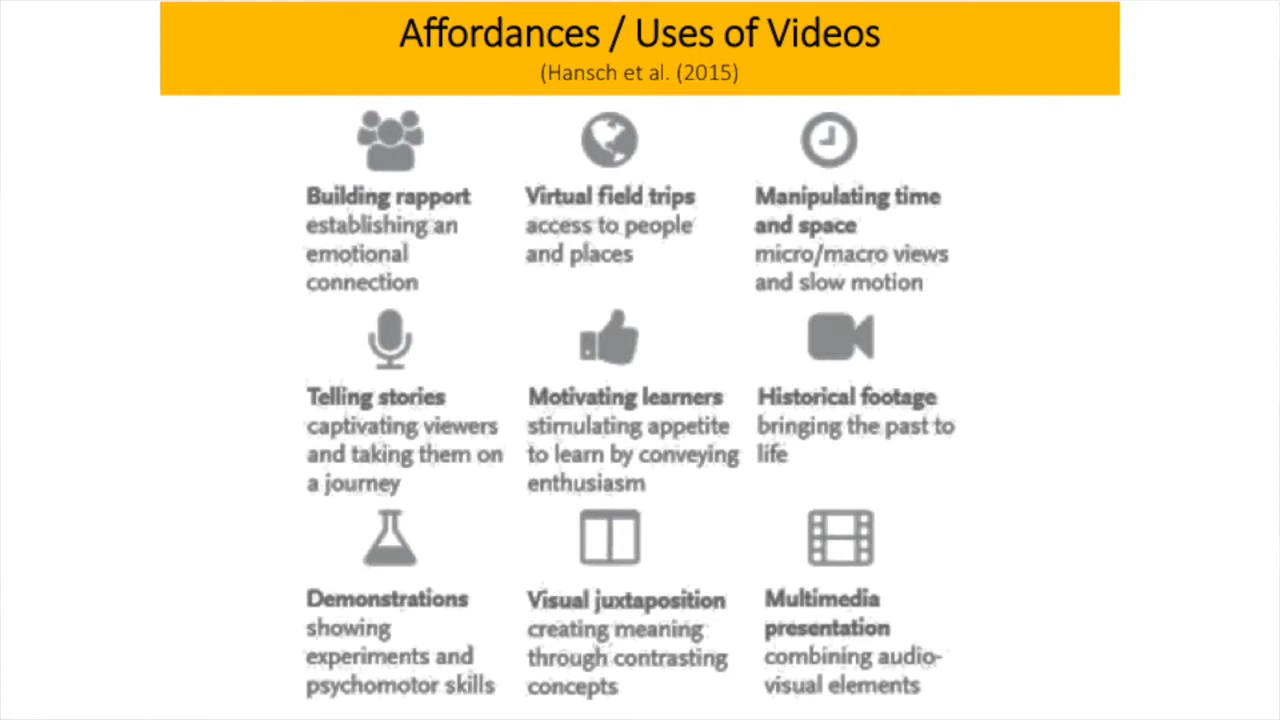 Affordances / Uses of Videos
(Hansch et al. (2015)
Building rapport
establishing an
emotional
connection
Virtual field trips
access to people
and places
Manipulating time
and space
micro/macro views
and slow motion
Telling stories
captivating viewers
and taking them on
a journey
Motivating learners
stimulating appetite
to learn by conveying
enthusiasm
Historical footage
bringing the past to
life
Demonstrations
showing
experiments and
psychomotor skills
Visual juxtaposition
creating meaning
through contrasting
concepts
Multimedia
presentation
combining audio-
visual elements